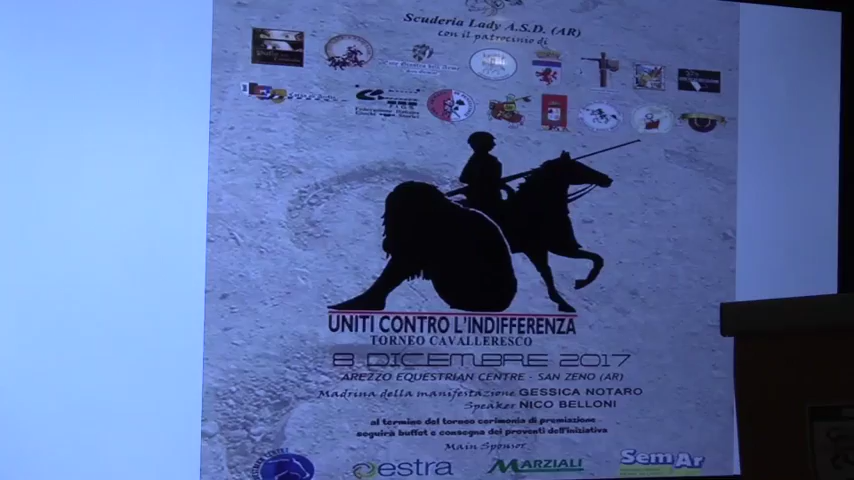 Scuderia Lady A.S.D. (AR)
con il patrocinio di
UNITI CONTRO L'INDIFFERENZA
TORNEO CAVALLERESCO
8 DICEMBRE 2017
AREZZO EQUESTRIAN CENTRE - SAN ZENO (AR)
Madrina della manifestazione GESSICA NOTARO
Speaker NICO BELLONI
al termine del torneo cerimonia di premiazione
seguirà buffet e consegna dei proventi dell'iniziativa
Main Sponsor
estra MARZIALI SemAr